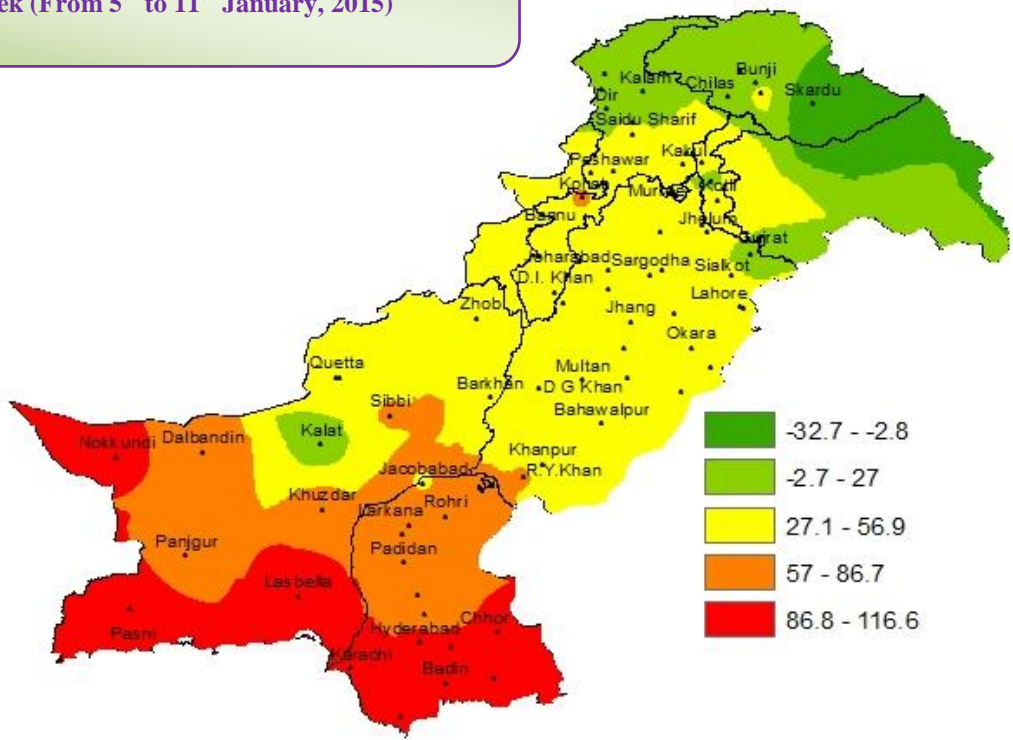 ek (From 5 to 11 January, 2015)
Kalam
Chilas
Bunji
Skardu
Dir
Saidu Sharif
Peshawar
Kakul
Kohat
Kotli
Bannu
Jhelum
Sargodha
Sialkot
D.I. Khan
Zhob
Jhang
Lahore
Okara
Quetta
Multan
Barkhan
D G Khan
Sibbi
Bahawalpur
Kalat
Nokkundi
Dalbandin
Khanpur
Jacobabad
R.Y.Khan
Khuzdar
Larkana
Rohri
Panjgur
Padidan
Lasbella
Chhor
Pasni
Hyderabad
Karachi
Badin
-32.7 - -2.8
-2.7 - 27
27.1 - 56.9
57 - 86.7
86.8 - 116.6